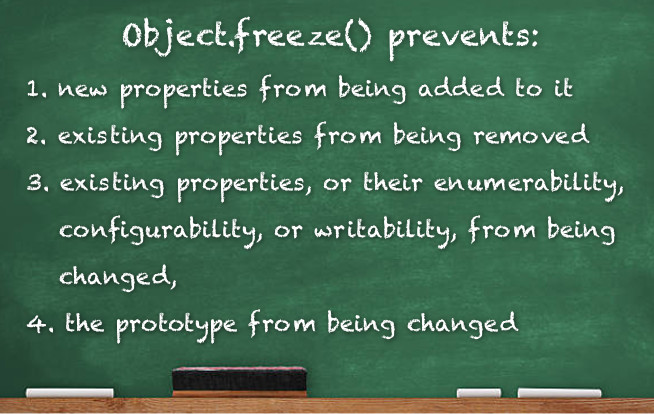 Object.freeze() prevents:
1. new properties from being added to it
2. existing properties from being removed
3. existing properties, or their enumerability,
configurability, or writability, from being
changed,
4. the prototype from being changed